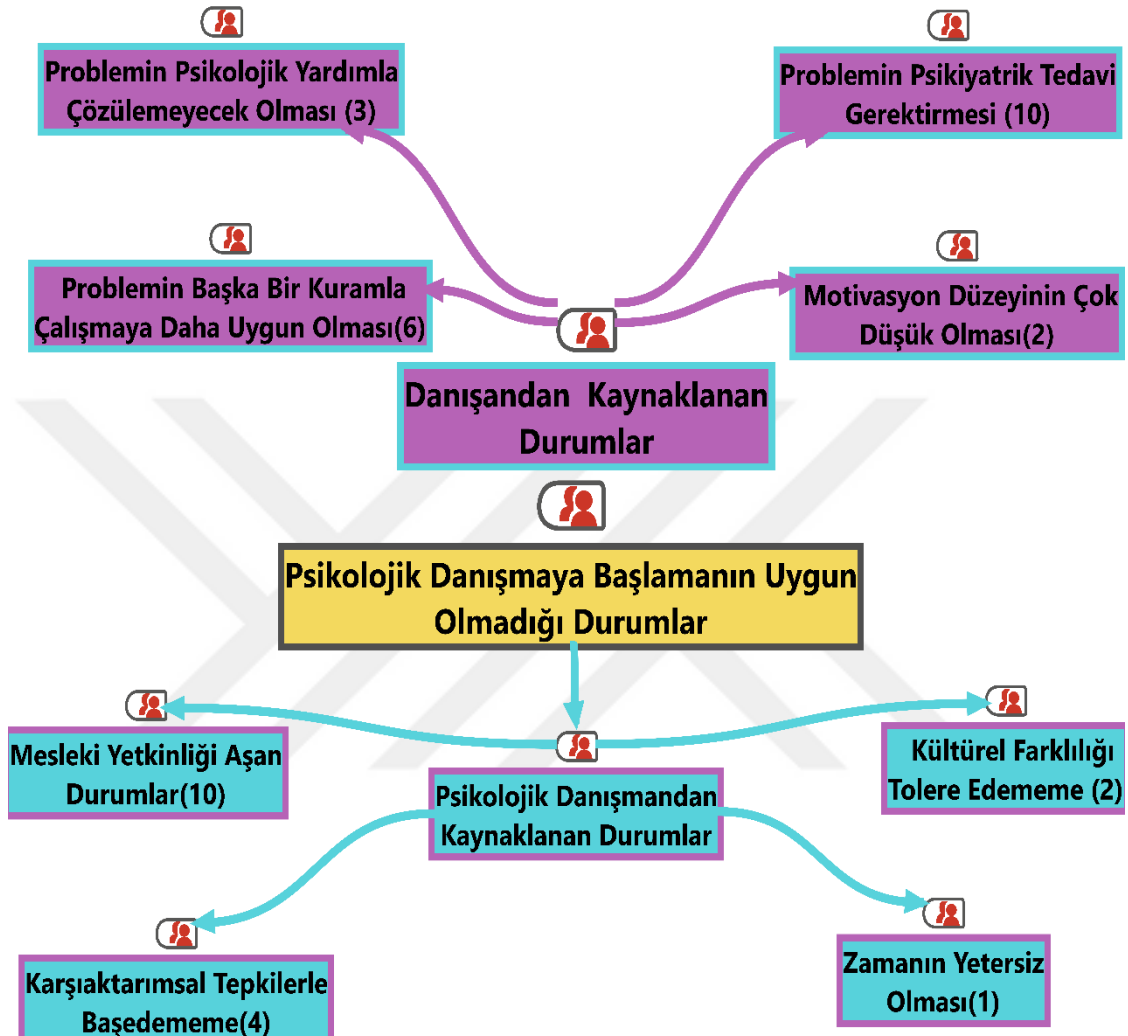 Problemin Psikolojik Yardımla
Çözülemeyecek Olması (3)
Problemin Psikiyatrik Tedavi
Gerektirmesi (10)
Problemin Başka Bir Kuramla
Çalışmaya Daha Uygun Olması(6)
Motivasyon Düzeyinin Çok
Düşük Olması(2)
Danışandan Kaynaklanan
Durumlar
Psikolojik Danışmaya Başlamanın Uygun
Olmadığı Durumlar
Mesleki Yetkinliği Aşan
Durumlar(10)
Kültürel Farklılığı
Tolere Edememe (2)
Psikolojik Danışmandan
Kaynaklanan Durumlar
Karşıaktarımsal Tepkilerle
Başedememe(4)
Zamanın Yetersiz
Olması(1)